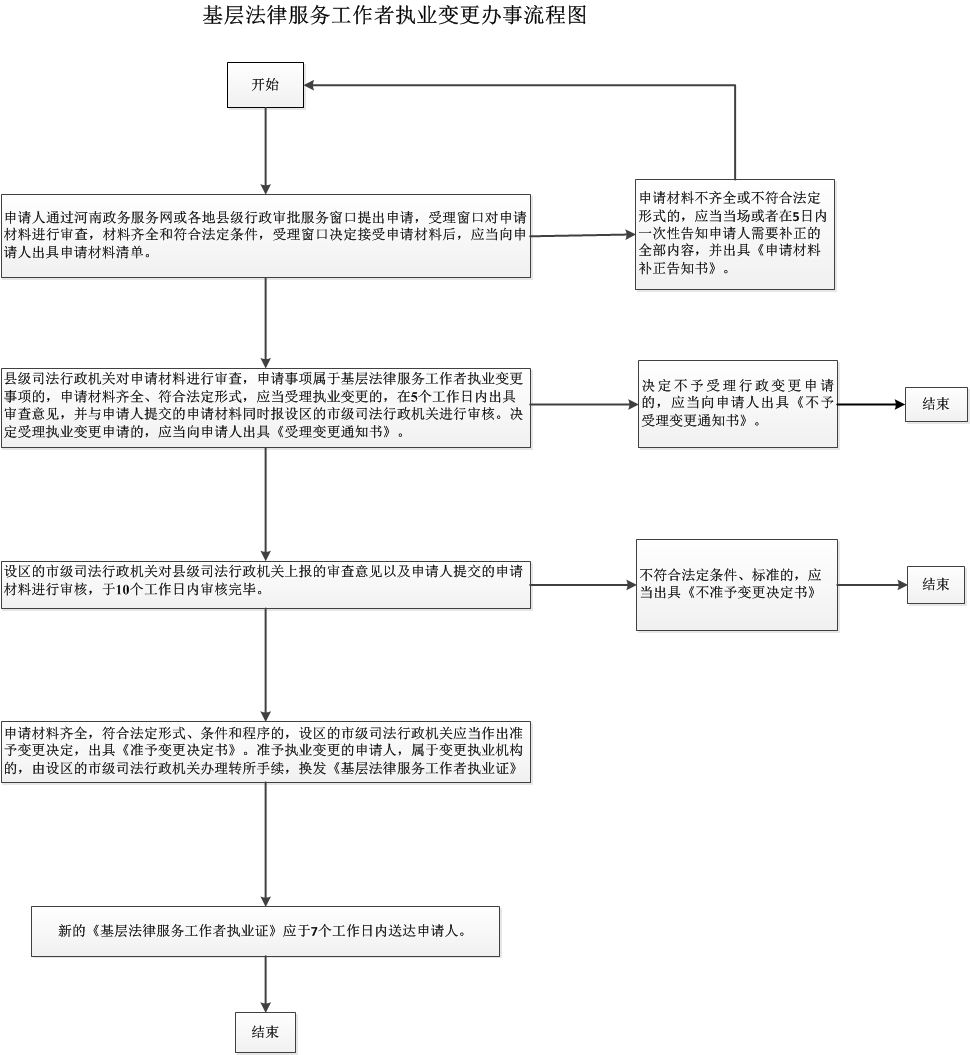 基层法律服务工作者执业变更办事流程图
开始
申请人通过河南政务服务网或各地县级行政审批服务窗口提出申请，受理窗口对申请
材料进行审查，材料齐全和符合法定条件，受理窗口决定接受申请材料后，应当向申
请人出具申请材料清单。
申请材料不齐全或不符合法定
形式的，应当当场或者在5日内
一次性告知申请人需要补正的
全部内容，并出具《申请材料
补正告知书》。
县级司法行政机关对申请材料进行审查，申请事项属于基层法律服务工作者执业变更
事项的，申请材料齐全、符合法定形式，应当受理执业变更的，在5个工作日内出具
审查意见，并与申请人提交的申请材料同时报设区的市级司法行政机关进行审核。决
定受理执业变更申请的，应当向申请人出具《受理变更通知书》。
决定不予受理行政变更申请
的，应当向申请人出具《不予
受理变更通知书》。
结束
设区的市级司法行政机关对县级司法行政机关上报的审查意见以及申请人提交的申请
材料进行审核，于10个工作日内审核完毕。
不符合法定条件、标准的，应
当出具《不准予变更决定书》
结束
申请材料齐全，符合法定形式、条件和程序的，设区的市级司法行政机关应当作出准
予变更决定，出具《准予变更决定书》。准予执业变更的申请人，属于变更执业机构
的，由设区的市级司法行政机关办理转所手续，换发《基层法律服务工作者执业证》
新的《基层法律服务工作者执业证》应于7个工作日内送达申请人。
结束